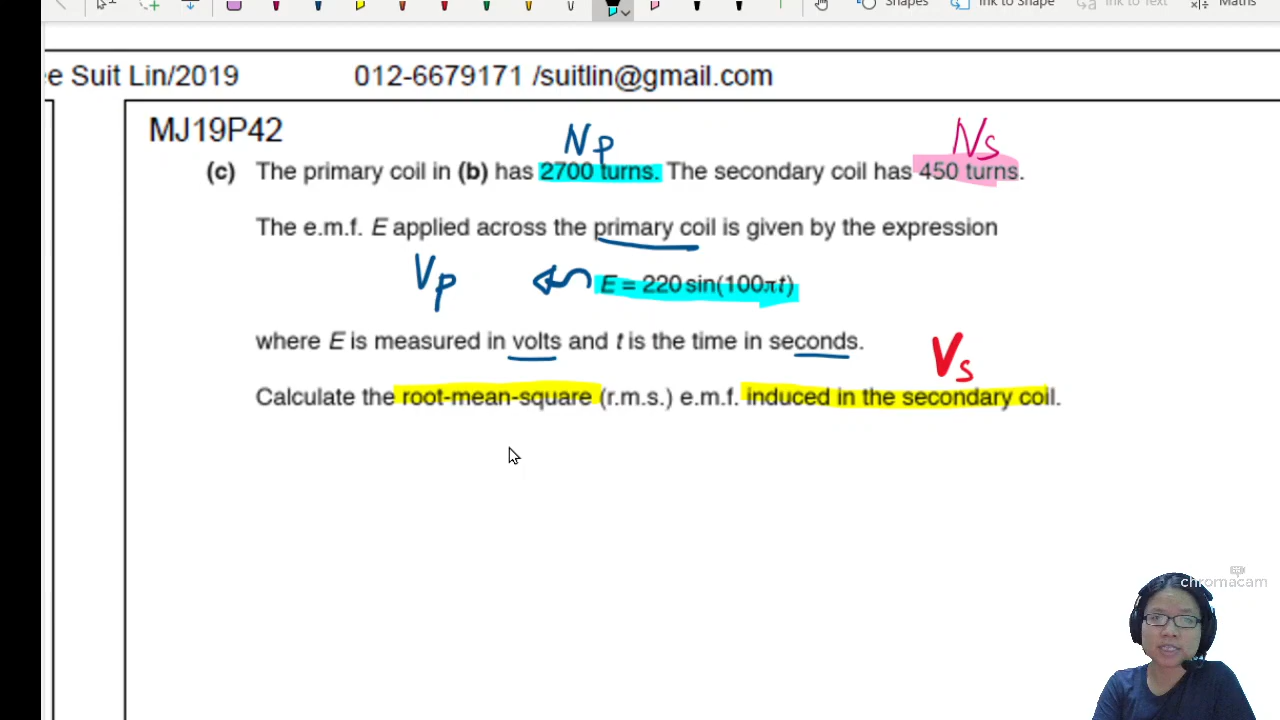 Shapes Ink to Shape Ink to Text Maths
e Suit Lin/2019 012-6679171 /suitlin@gmail.com
MJ19P42
Np Ns
(c) The primary coil in (b) has 2700 turns. The secondary coil has 450 turns.
The e.m.f. E applied across the primary coil is given by the expression
Vp E = 220 sin(100πt)
where E is measured in volts and t is the time in seconds.
Vs
Calculate the root-mean-square (r.m.s.) e.m.f. induced in the secondary coil.
chromacam